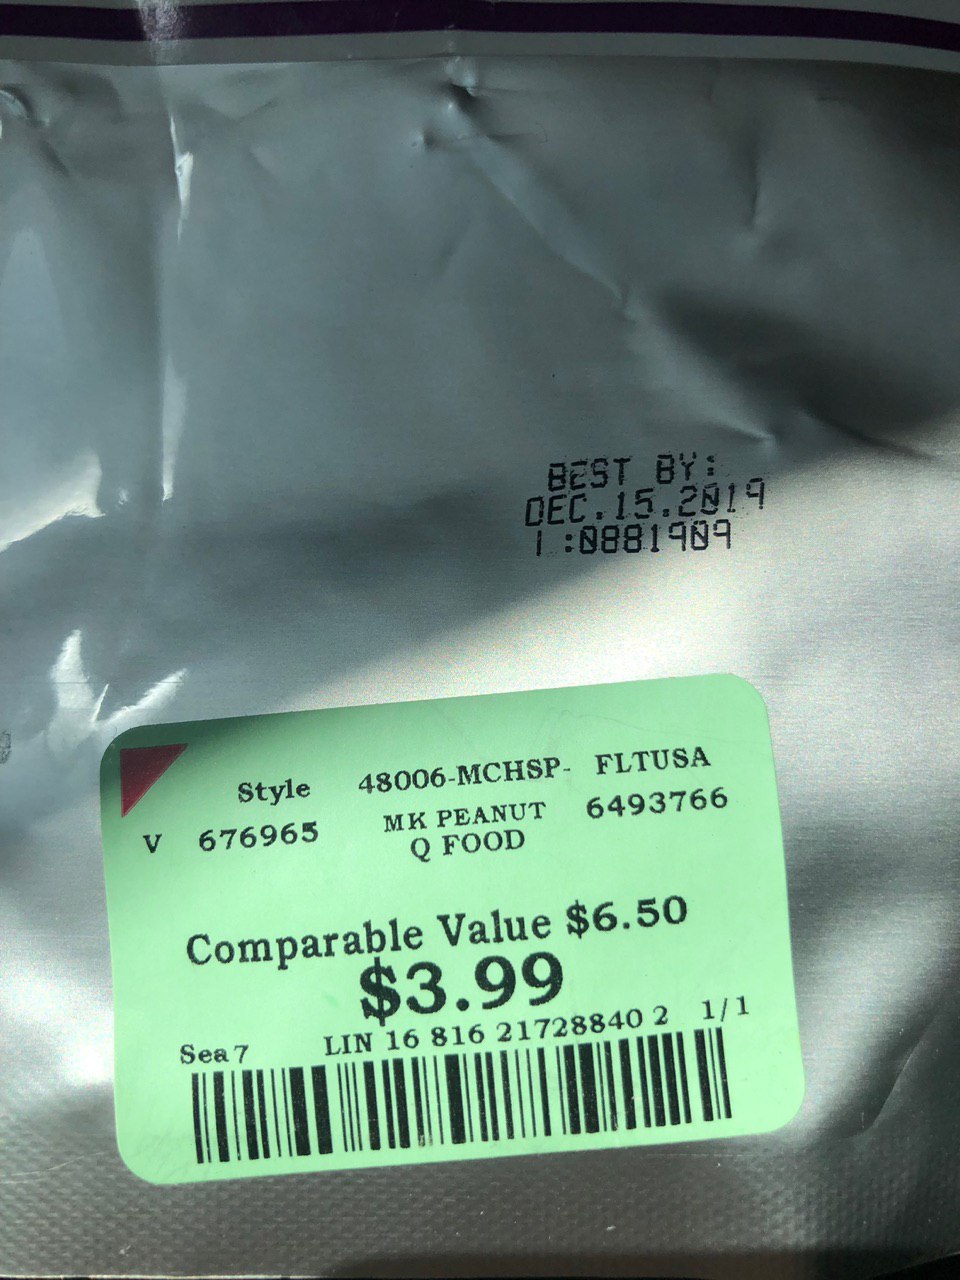 BEST BY:
DEC.15.2019
1:0881909
Style 48006-MCHSP- FLTUSA
V 676965 MK PEANUT 6493766
Q FOOD
Comparable Value $6.50
$3.99
Sea7 LIN 16 816 21728840 2 1/1